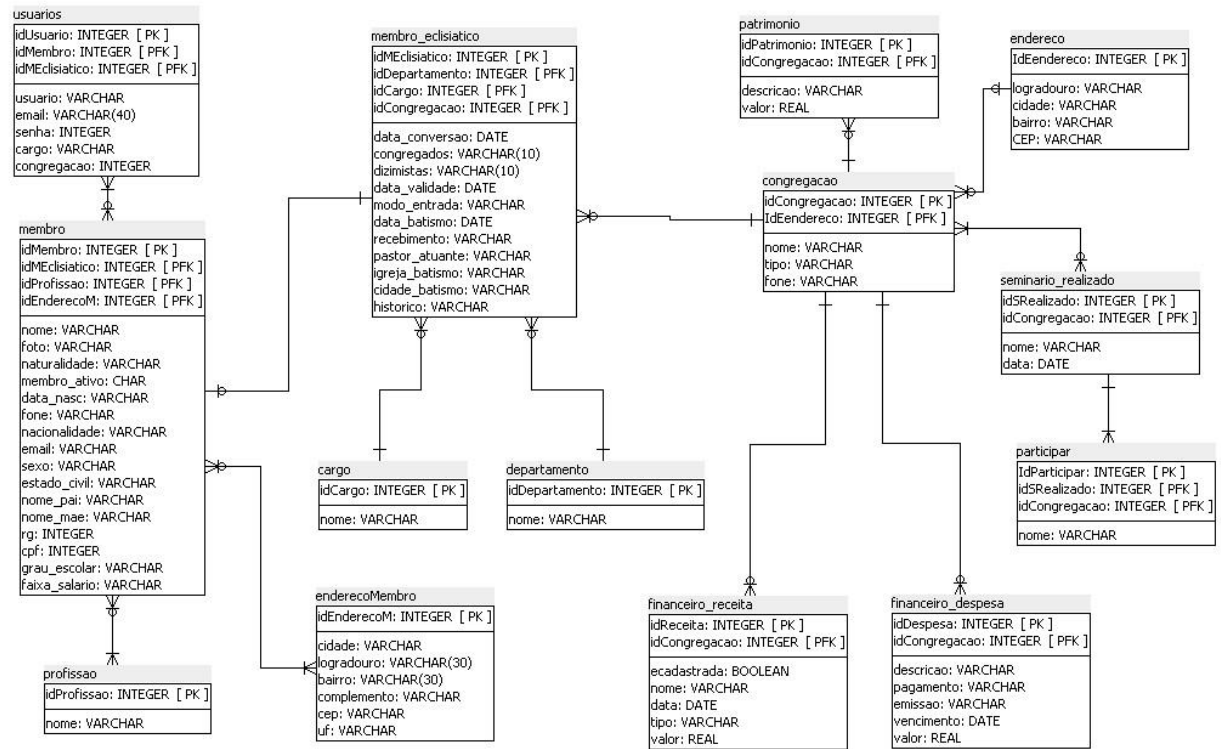 usuarios
idUsuario: INTEGER [ PK ]
idMembro: INTEGER [ PFK ]
idMEclisiatico: INTEGER [ PFK ]
usuario: VARCHAR
email: VARCHAR(40)
senha: INTEGER
cargo: VARCHAR
congregacao: INTEGER
membro
idMembro: INTEGER [ PK ]
idMEclisiatico: INTEGER [ PFK ]
idProfissao: INTEGER [ PFK ]
idEnderecoM: INTEGER [ PFK ]
nome: VARCHAR
foto: VARCHAR
naturalidade: VARCHAR
membro_ativo: CHAR
data_nasc: VARCHAR
fone: VARCHAR
nacionalidade: VARCHAR
email: VARCHAR
sexo: VARCHAR
estado_civil: VARCHAR
nome_pai: VARCHAR
nome_mae: VARCHAR
rg: INTEGER
cpf: INTEGER
grau_escolar: VARCHAR
faixa_salario: VARCHAR
profissao
idProfissao: INTEGER [ PK ]
nome: VARCHAR
membro_eclisiatico
idMEclisiatico: INTEGER [ PK ]
idDepartamento: INTEGER [ PFK ]
idCargo: INTEGER [ PFK ]
idCongregacao: INTEGER [ PFK ]
data_conversao: DATE
congregados: VARCHAR(10)
dizimistas: VARCHAR(10)
data_validade: DATE
modo_entrada: VARCHAR
data_batismo: DATE
recebimento: VARCHAR
pastor_atuante: VARCHAR
igreja_batismo: VARCHAR
cidade_batismo: VARCHAR
historico: VARCHAR
cargo
idCargo: INTEGER [ PK ]
nome: VARCHAR
departamento
idDepartamento: INTEGER [ PK ]
nome: VARCHAR
enderecoMembro
idEnderecoM: INTEGER [ PK ]
cidade: VARCHAR
logradouro: VARCHAR(30)
bairro: VARCHAR(30)
complemento: VARCHAR
cep: VARCHAR
uf: VARCHAR
patrimonio
idPatrimonio: INTEGER [ PK ]
idCongregacao: INTEGER [ PFK ]
descricao: VARCHAR
valor: REAL
endereco
IdEendereco: INTEGER [ PK ]
logradouro: VARCHAR
cidade: VARCHAR
bairro: VARCHAR
CEP: VARCHAR
congregacao
idCongregacao: INTEGER [ PK ]
IdEendereco: INTEGER [ PFK ]
nome: VARCHAR
tipo: VARCHAR
fone: VARCHAR
seminario_realizado
idSRealizado: INTEGER [ PK ]
idCongregacao: INTEGER [ PFK ]
nome: VARCHAR
data: DATE
participar
IdParticipar: INTEGER [ PK ]
idSRealizado: INTEGER [ PFK ]
idCongregacao: INTEGER [ PFK ]
nome: VARCHAR
financeiro_receita
idReceita: INTEGER [ PK ]
idCongregacao: INTEGER [ PFK ]
ecadastrada: BOOLEAN
nome: VARCHAR
data: DATE
tipo: VARCHAR
valor: REAL
financeiro_despesa
idDespesa: INTEGER [ PK ]
idCongregacao: INTEGER [ PFK ]
descricao: VARCHAR
pagamento: VARCHAR
emissao: VARCHAR
vencimento: DATE
valor: REAL